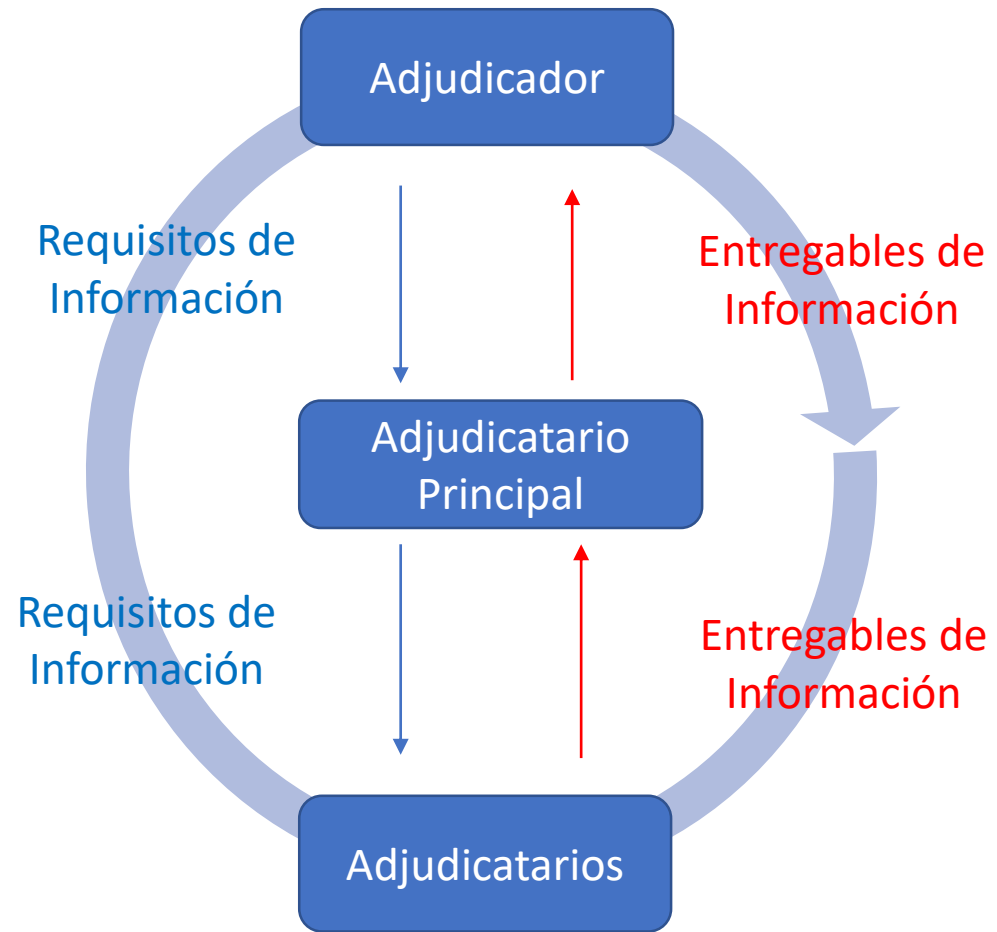 Adjudicador
Requisitos de
Información
Entregables de
Información
Adjudicatario
Principal
Requisitos de
Información
Entregables de
Información
Adjudicatarios